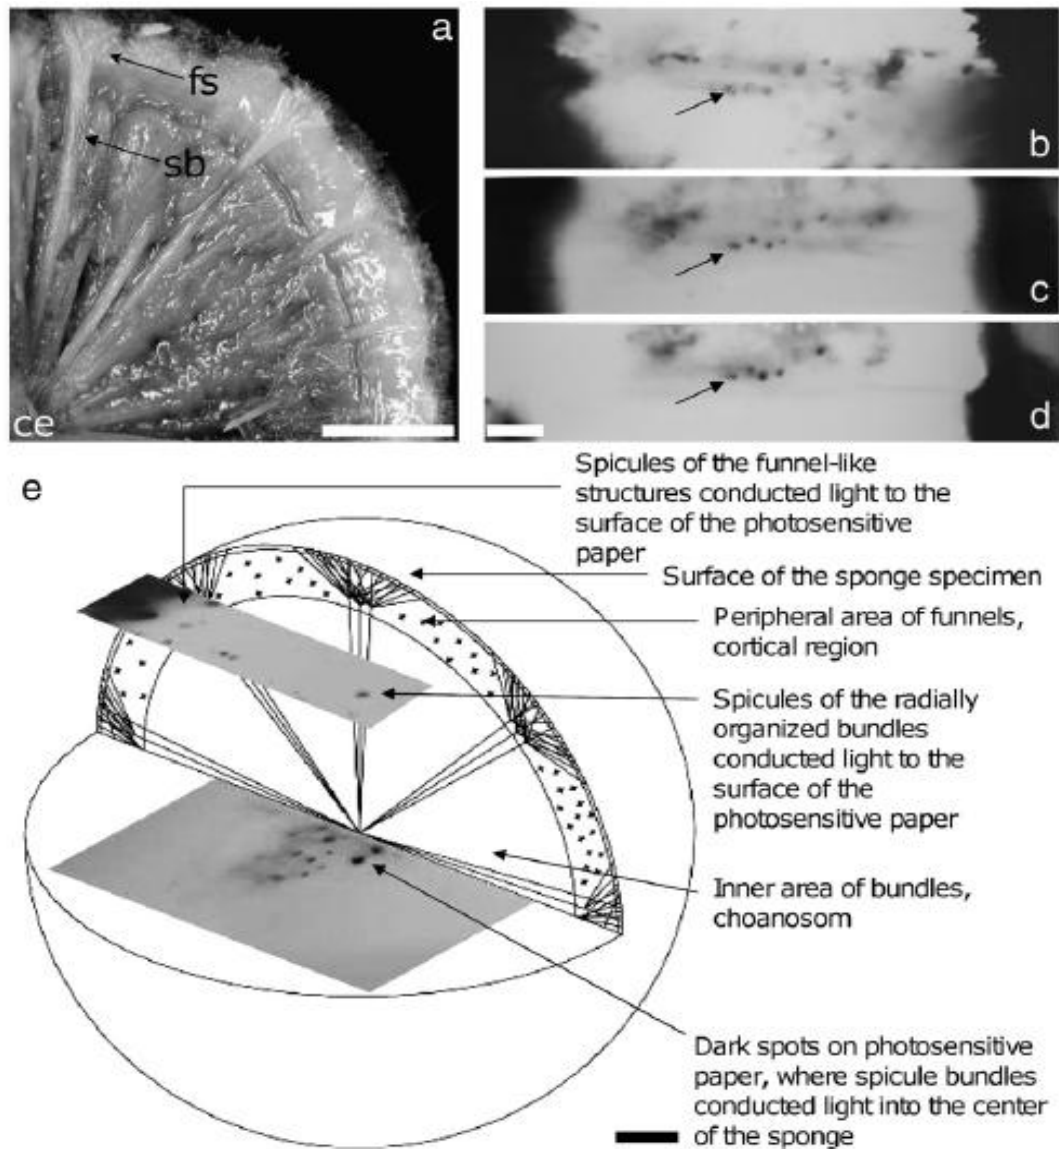 a
fs
sb
ce
b
c
d
e
Spicules of the funnel-like
structures conducted light to the
surface of the photosensitive
paper
Surface of the sponge specimen
Peripheral area of funnels,
cortical region
Spicules of the radially
organized bundles
conducted light to the
surface of the
photosensitive paper
Inner area of bundles,
choanosom
Dark spots on photosensitive
paper, where spicule bundles
conducted light into the center
of the sponge